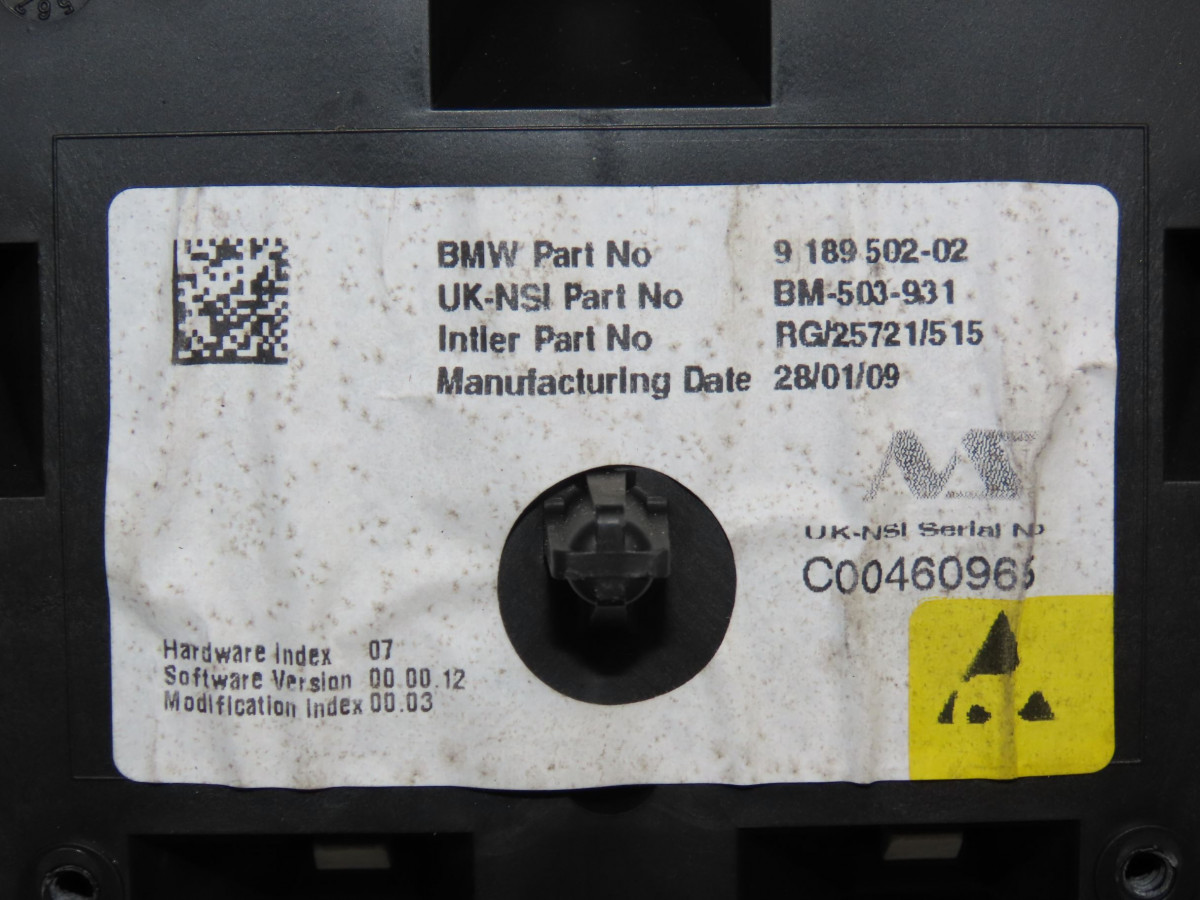 BMW Part No 9 189 502-02
UK-NSI Part No BM-503-931
Intier Part No RG/25721/515
Manufacturing Date 28/01/09
NSI
UK-NSI Serial No
C00460965
Hardware Index 07
Software Version 00.00.12
Modification Index 00.03